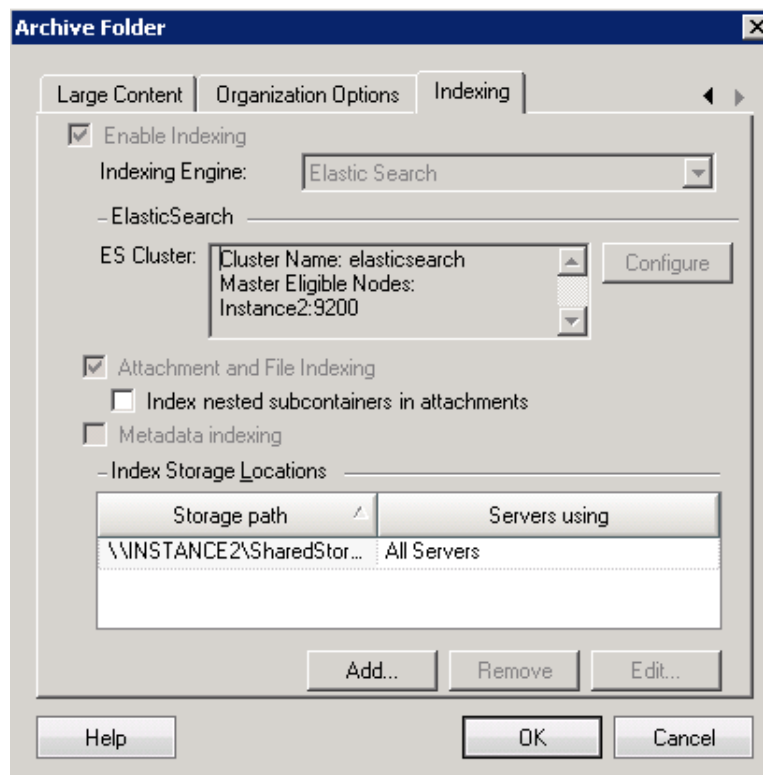 Archive Folder
Large Content Organization Options Indexing
Enable Indexing
Indexing Engine: Elastic Search
ElasticSearch
ES Cluster: Cluster Name: elasticsearch Configure
Master Eligible Nodes:
Instance2:9200
Attachment and File Indexing
Index nested subcontainers in attachments
Metadata indexing
Index Storage Locations
Storage path Servers using
\\INSTANCE2\SharedStor... All Servers
Add... Remove Edit...
Help OK Cancel